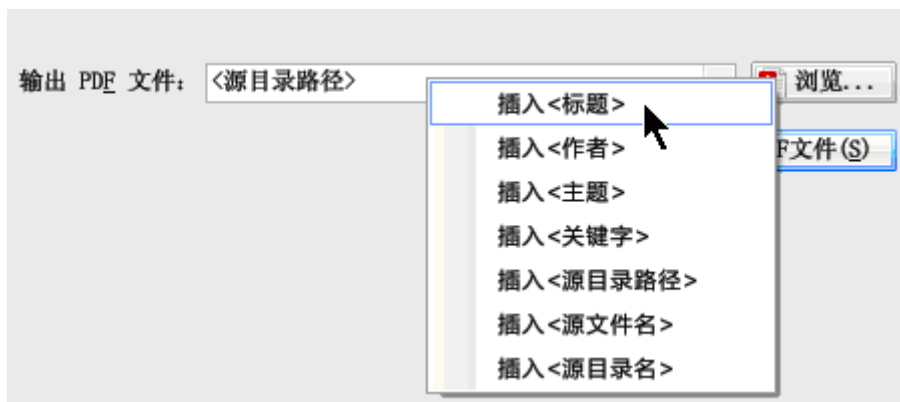 输出 PDF 文件: <源目录路径> 浏览...
插入<标题>
插入<作者> F文件(S)
插入<主题>
插入<关键字>
插入<源目录路径>
插入<源文件名>
插入<源目录名>